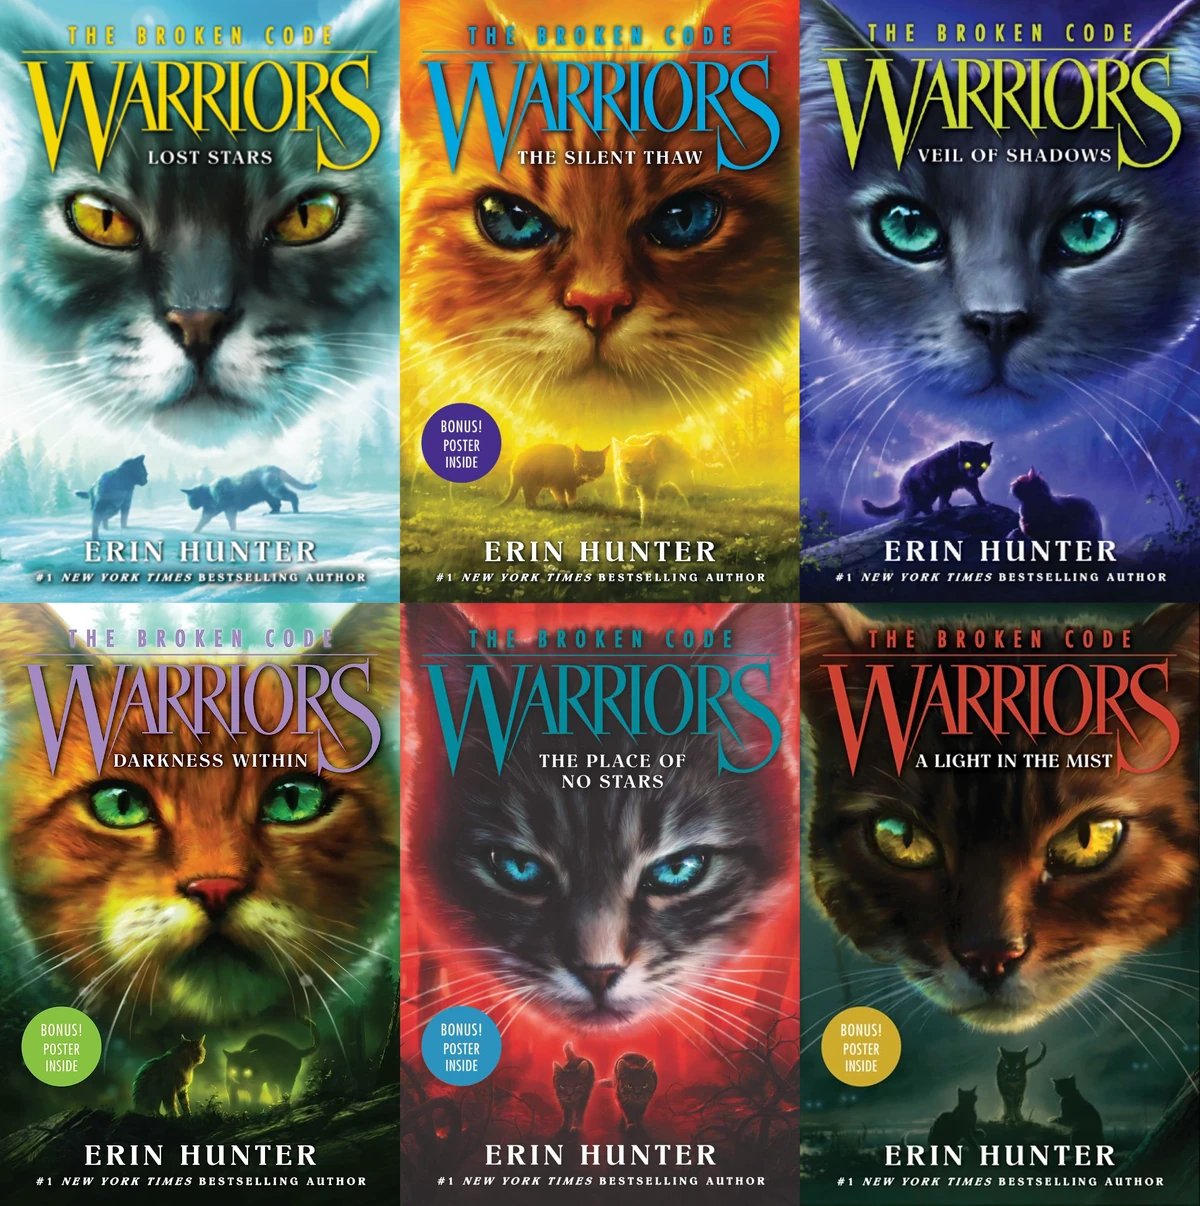 THE BROKEN CODE
WARRIORS
LOST STARS
ERIN HUNTER
#1 NEW YORK TIMES BESTSELLING AUTHOR
THE BROKEN CODE
WARRIORS
THE SILENT THAW
BONUS!
POSTER
INSIDE
ERIN HUNTER
#1 NEW YORK TIMES BESTSELLING AUTHOR
THE BROKEN CODE
WARRIORS
VEIL OF SHADOWS
ERIN HUNTER
#1 NEW YORK TIMES BESTSELLING AUTHOR
THE BROKEN CODE
WARRIORS
DARKNESS WITHIN
BONUS!
POSTER
INSIDE
ERIN HUNTER
#1 NEW YORK TIMES BESTSELLING AUTHOR
THE BROKEN CODE
WARRIORS
THE PLACE OF
NO STARS
BONUS!
POSTER
INSIDE
ERIN HUNTER
#1 NEW YORK TIMES BESTSELLING AUTHOR
THE BROKEN CODE
WARRIORS
A LIGHT IN THE MIST
BONUS!
POSTER
INSIDE
ERIN HUNTER
#1 NEW YORK TIMES BESTSELLING AUTHOR